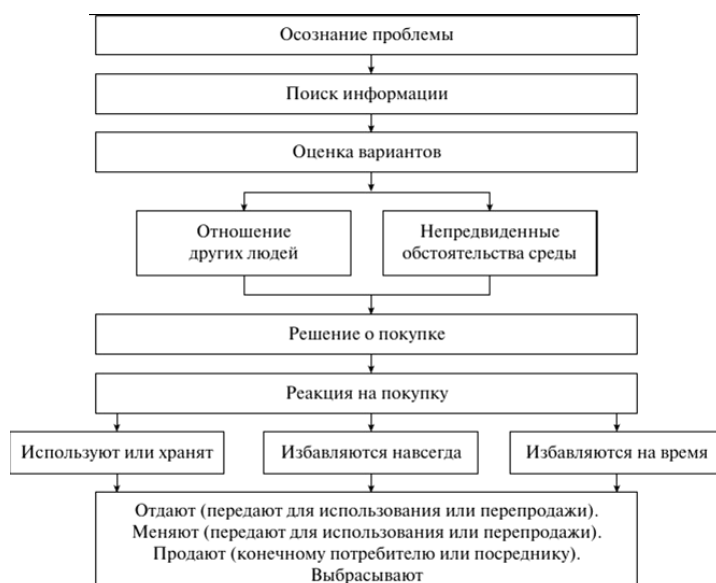 Осознание проблемы
Поиск информации
Оценка вариантов
Отношение
других людей
Непредвиденные
обстоятельства среды
Решение о покупке
Реакция на покупку
Используют или хранят
Избавляются навсегда
Избавляются на время
Отдают (передают для использования или перепродажи).
Меняют (передают для использования или перепродажи).
Продают (конечному потребителю или посреднику).
Выбрасывают